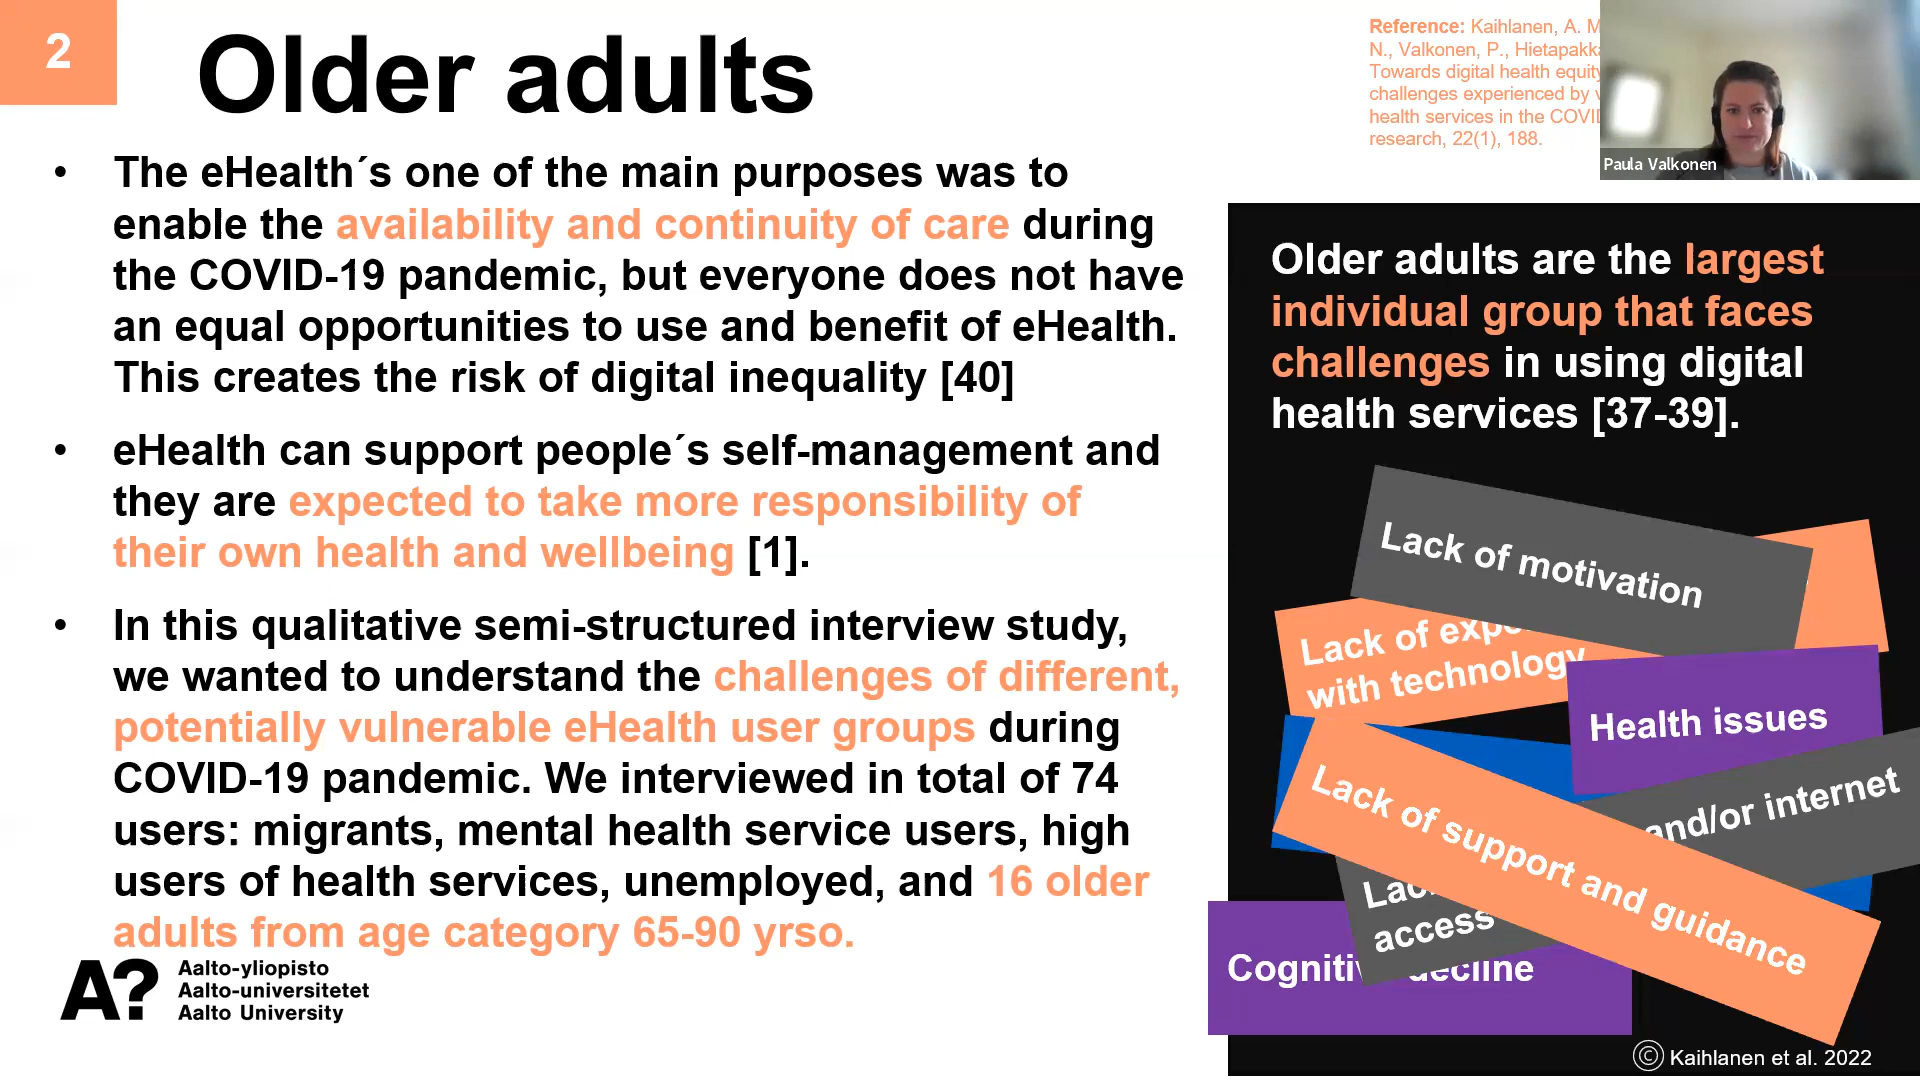 2
Older adults
Reference: Kaihlanen, A. M
N., Valkonen, P., Hietapakka
Towards digital health equity
challenges experienced by v
health services in the COVI
research, 22(1), 188.
Paula Valkonen
• The eHealth´s one of the main purposes was to
enable the availability and continuity of care during
the COVID-19 pandemic, but everyone does not have
an equal opportunities to use and benefit of eHealth.
This creates the risk of digital inequality [40]
• eHealth can support people´s self-management and
they are expected to take more responsibility of
their own health and wellbeing [1].
• In this qualitative semi-structured interview study,
we wanted to understand the challenges of different,
potentially vulnerable eHealth user groups during
COVID-19 pandemic. We interviewed in total of 74
users: migrants, mental health service users, high
users of health services, unemployed, and 16 older
adults from age category 65-90 yrso.
Older adults are the largest
individual group that faces
challenges in using digital
health services [37-39].
Lack of motivation
Lack of
with technology
Health issues
and/or internet
Lack of support and guidance
access
decline
A?
Aalto-yliopisto
Aalto-universitetet
Aalto University
© Kaihlanen et al. 2022